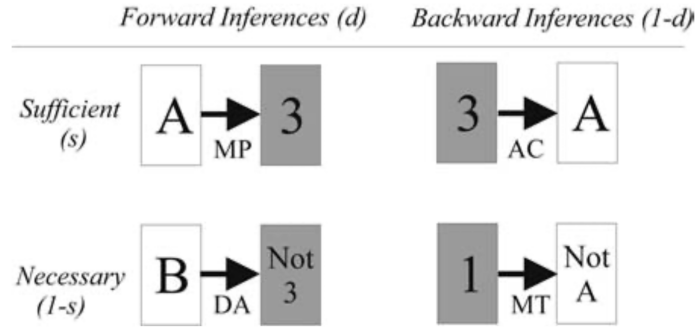 Forward Inferences (d) Backward Inferences (1-d)
Sufficient
(s)
A MP 3
3 AC A
Necessary
(1-s)
B DA Not 3
1 MT Not A